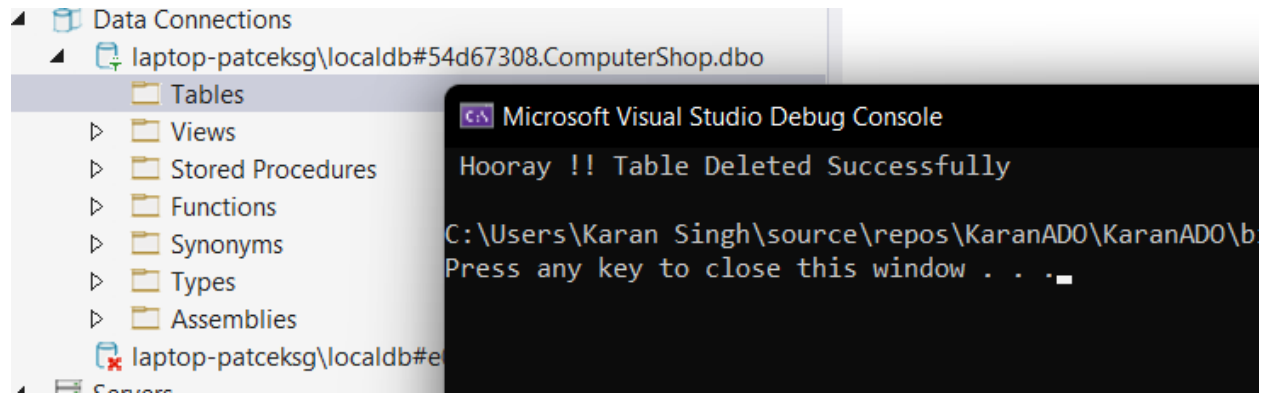 Data Connections
laptop-patceksg\localdb#54d67308.ComputerShop.dbo
Tables
Views
Stored Procedures
Functions
Synonyms
Types
Assemblies
laptop-patceksg\localdb#e
Servers
Microsoft Visual Studio Debug Console
Hooray !! Table Deleted Successfully
C:\Users\Karan Singh\source\repos\KaranADO\KaranADO\b
Press any key to close this window . . .